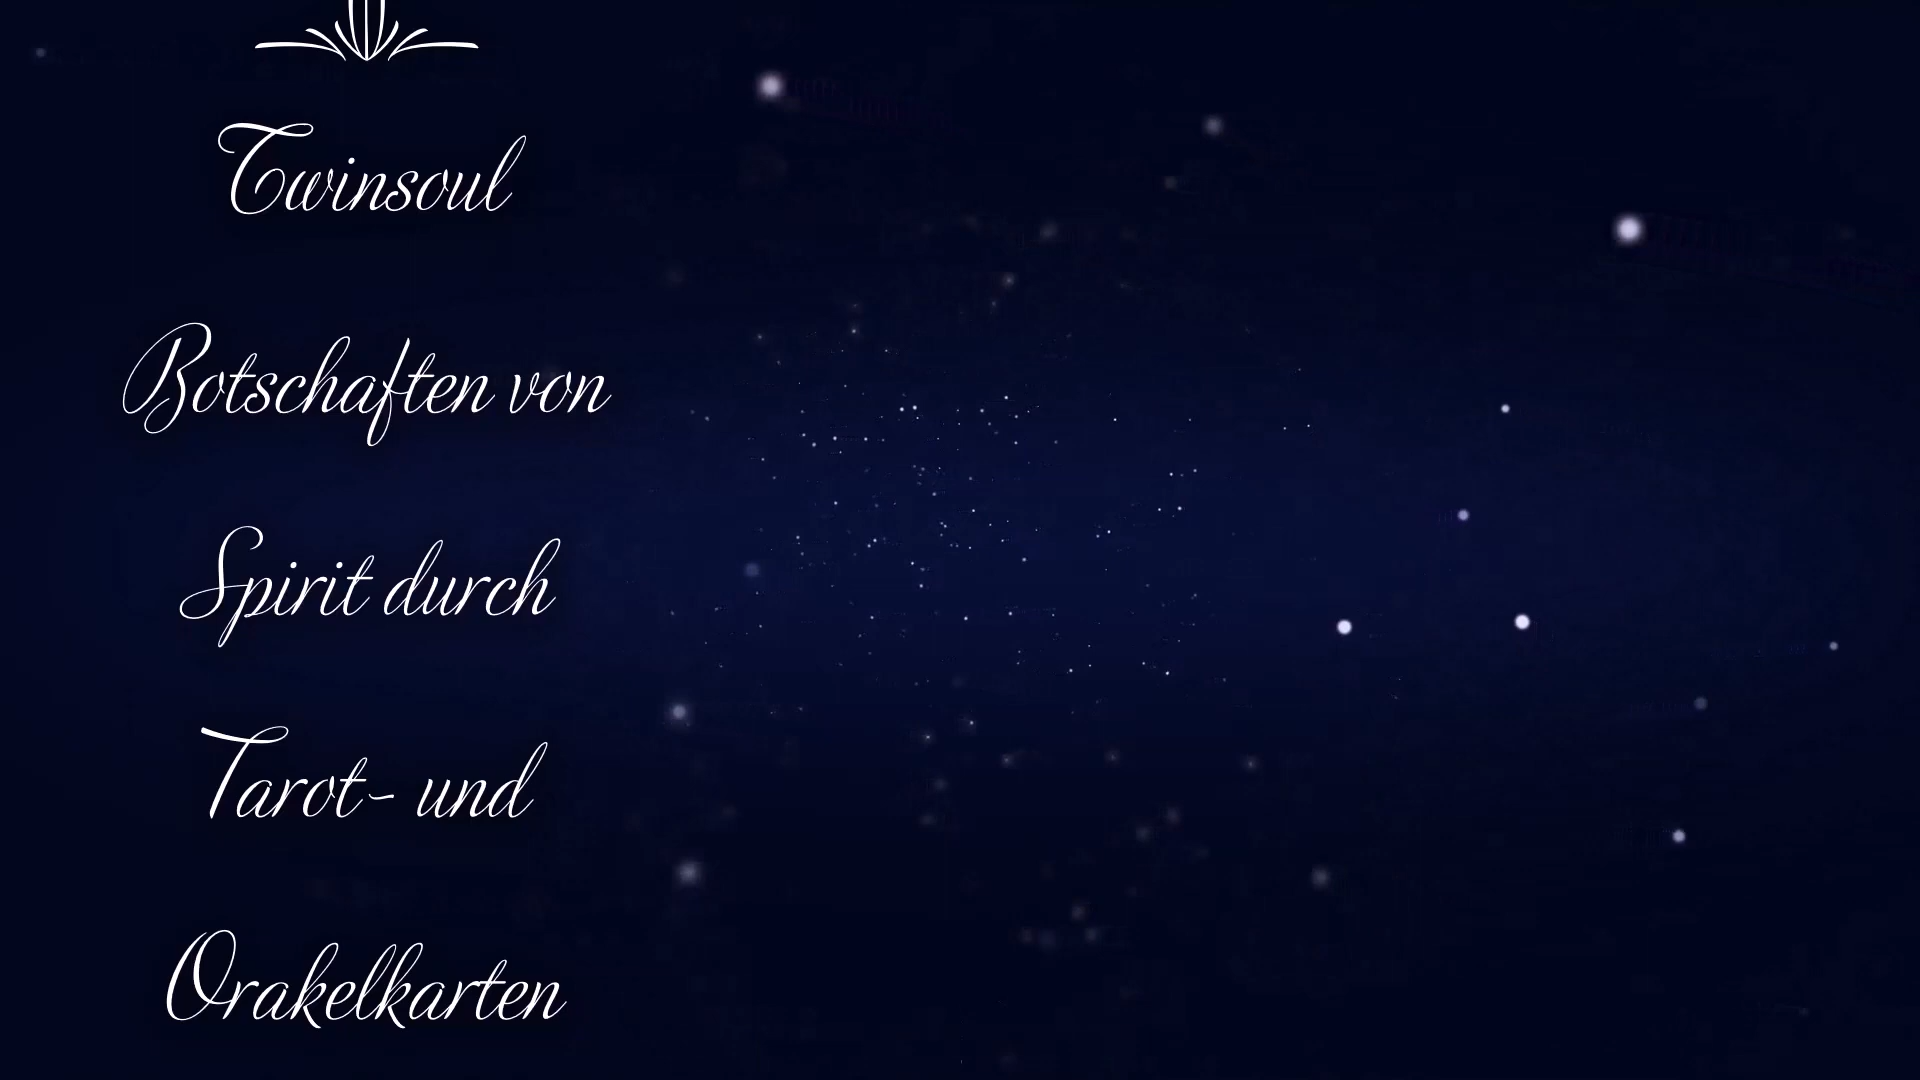 Twinsoul
Botschaften von
Spirit durch
Tarot- und
Orakelkarten